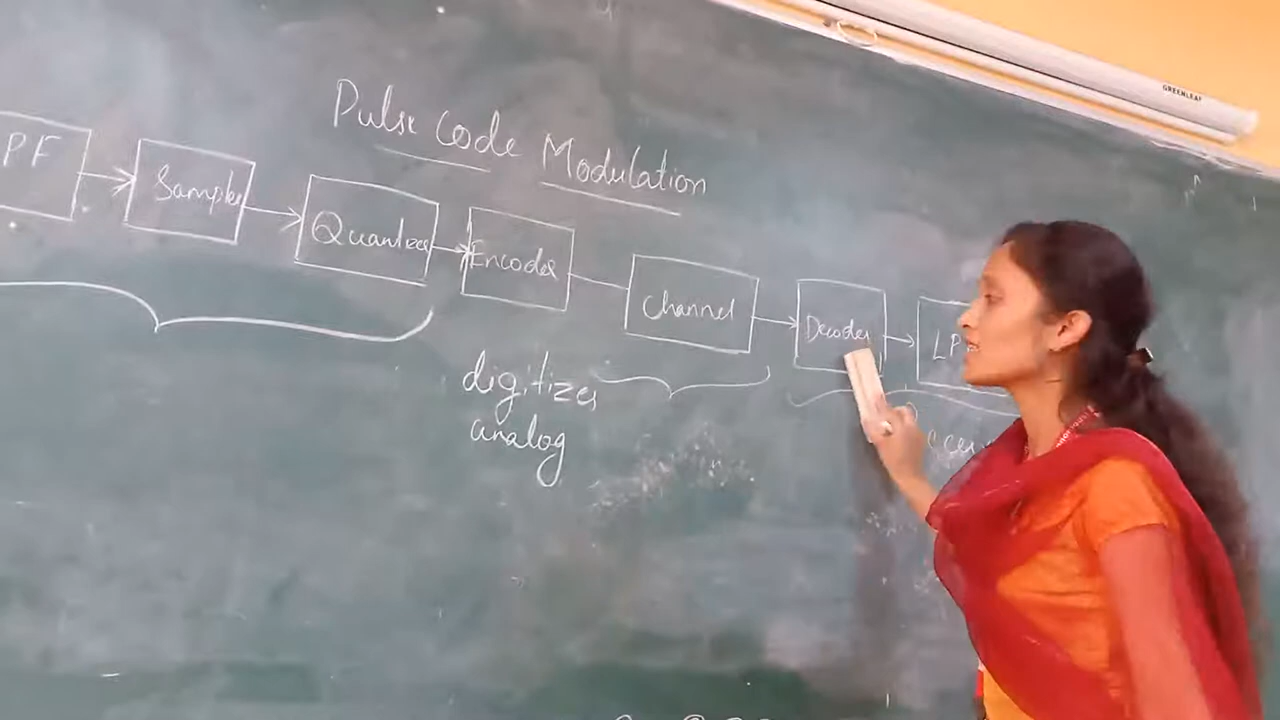 GREENLEAF
Pulse Code Modulation
PF
Sampler
Quantizer
Encoder
Channel
Decoder
LP
digitizes
analog